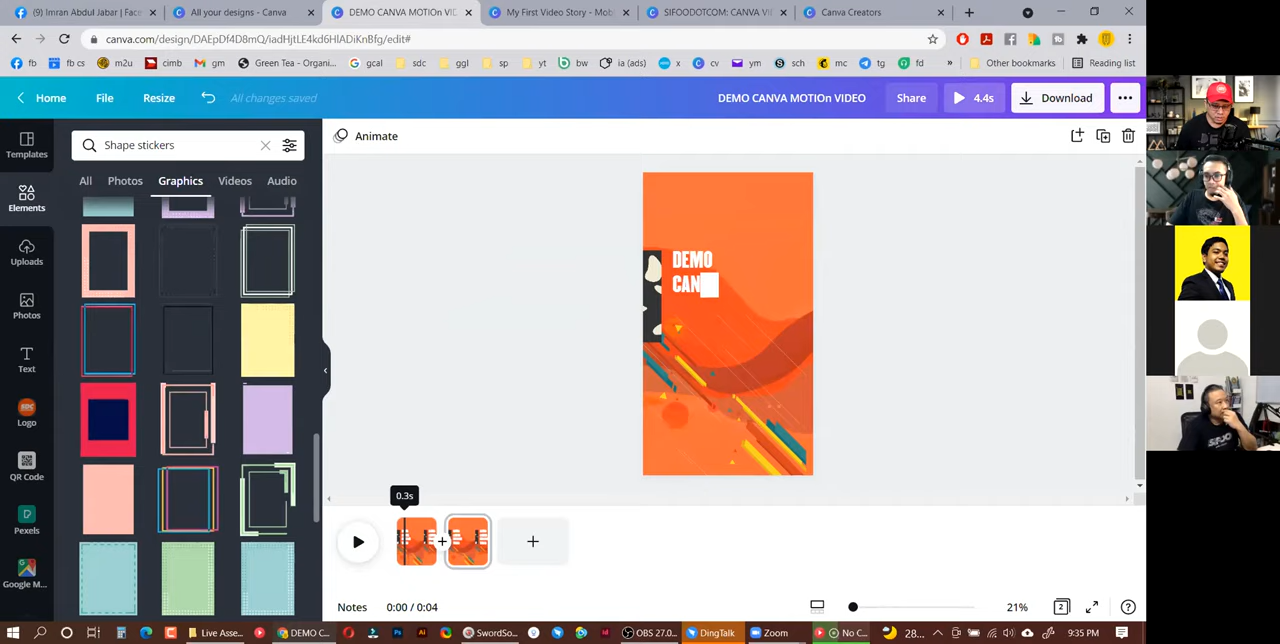 (9) Imran Abdul Jabar | Face
All your designs - Canva
DEMO CANVA MOTIOn VID
My First Video Story - Mob
SIFOODOTCOM: CANVA VI
Canva Creators
canva.com/design/DAEpDf4D8mQ/iadHjtLE4kd6HlADiKnBfg/edit#
fb
fb cs
m2u
cimb
gm
Green Tea - Organi...
gcal
sdc
ggl
sp
yt
bw
ia (ads)
x
cv
ym
sch
mc
tg
fd
»
Other bookmarks
Reading list
Home
File
Resize
All changes saved
DEMO CANVA MOTIOn VIDEO
Share
4.4s
Download
Templates
Elements
Uploads
Photos
Text
Logo
QR Code
Pexels
Google M...
Shape stickers
All
Photos
Graphics
Videos
Audio
Animate
DEMO
CAN
0.3s
Notes
0:00 / 0:04
21%
2
Live Asse...
DEMO C...
SwordSo...
OBS 27.0...
DingTalk
Zoom
No C...
28...
9:35 PM